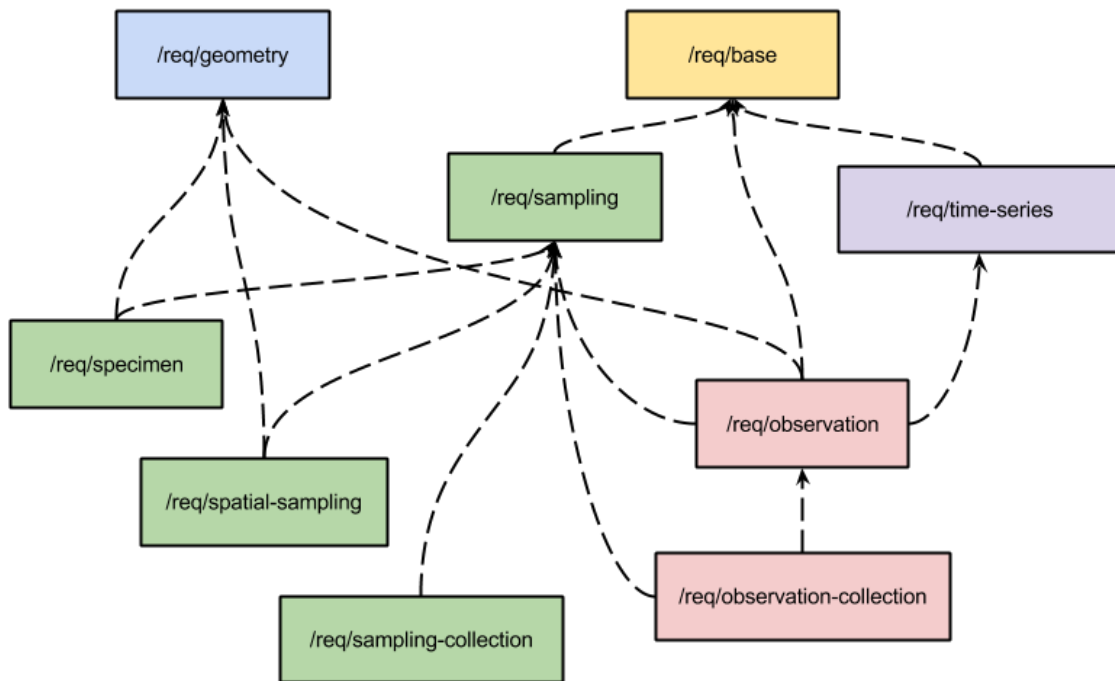 /req/geometry
/req/base
/req/sampling
/req/time-series
/req/specimen
/req/observation
/req/spatial-sampling
/req/observation-collection
/req/sampling-collection